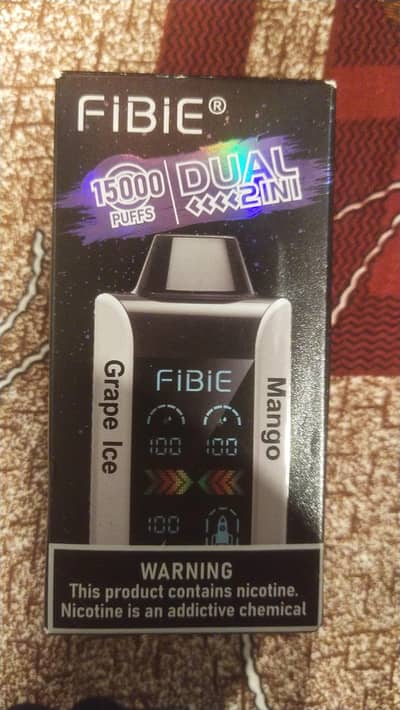 FiBiE®
15000 PUFFS
DUAL
2IN1
Grape Ice
Mango
FiBiE
100 100
100
WARNING
This product contains nicotine.
Nicotine is an addictive chemical